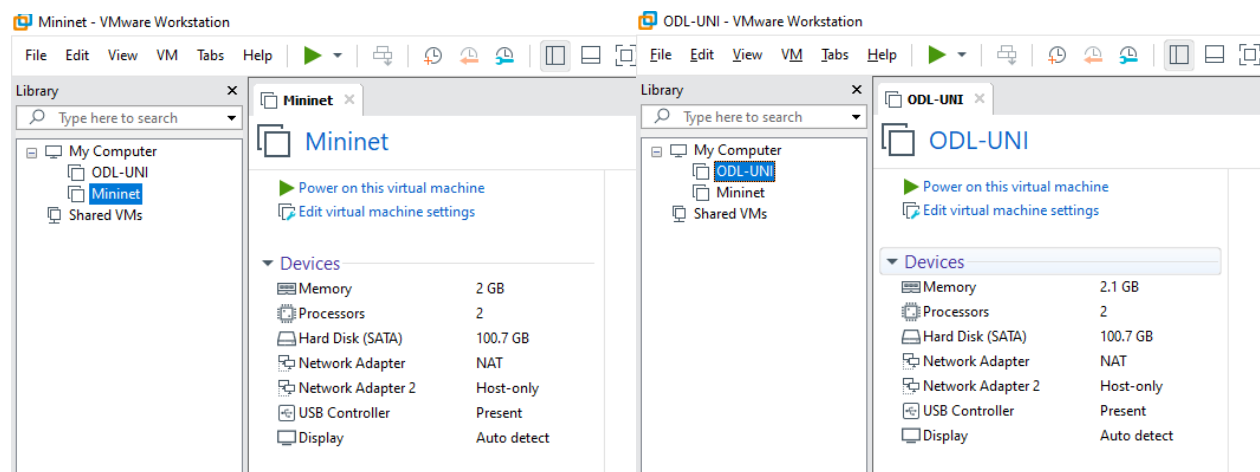 Mininet - VMware Workstation
File Edit View VM Tabs Help
Library
Type here to search
My Computer
ODL-UNI
Mininet
Shared VMs
Mininet
Mininet
Power on this virtual machine
Edit virtual machine settings
Devices
Memory 2 GB
Processors 2
Hard Disk (SATA) 100.7 GB
Network Adapter NAT
Network Adapter 2 Host-only
USB Controller Present
Display Auto detect
ODL-UNI - VMware Workstation
File Edit View VM Tabs Help
Library
Type here to search
My Computer
ODL-UNI
Mininet
Shared VMs
ODL-UNI
ODL-UNI
Power on this virtual machine
Edit virtual machine settings
Devices
Memory 2.1 GB
Processors 2
Hard Disk (SATA) 100.7 GB
Network Adapter NAT
Network Adapter 2 Host-only
USB Controller Present
Display Auto detect